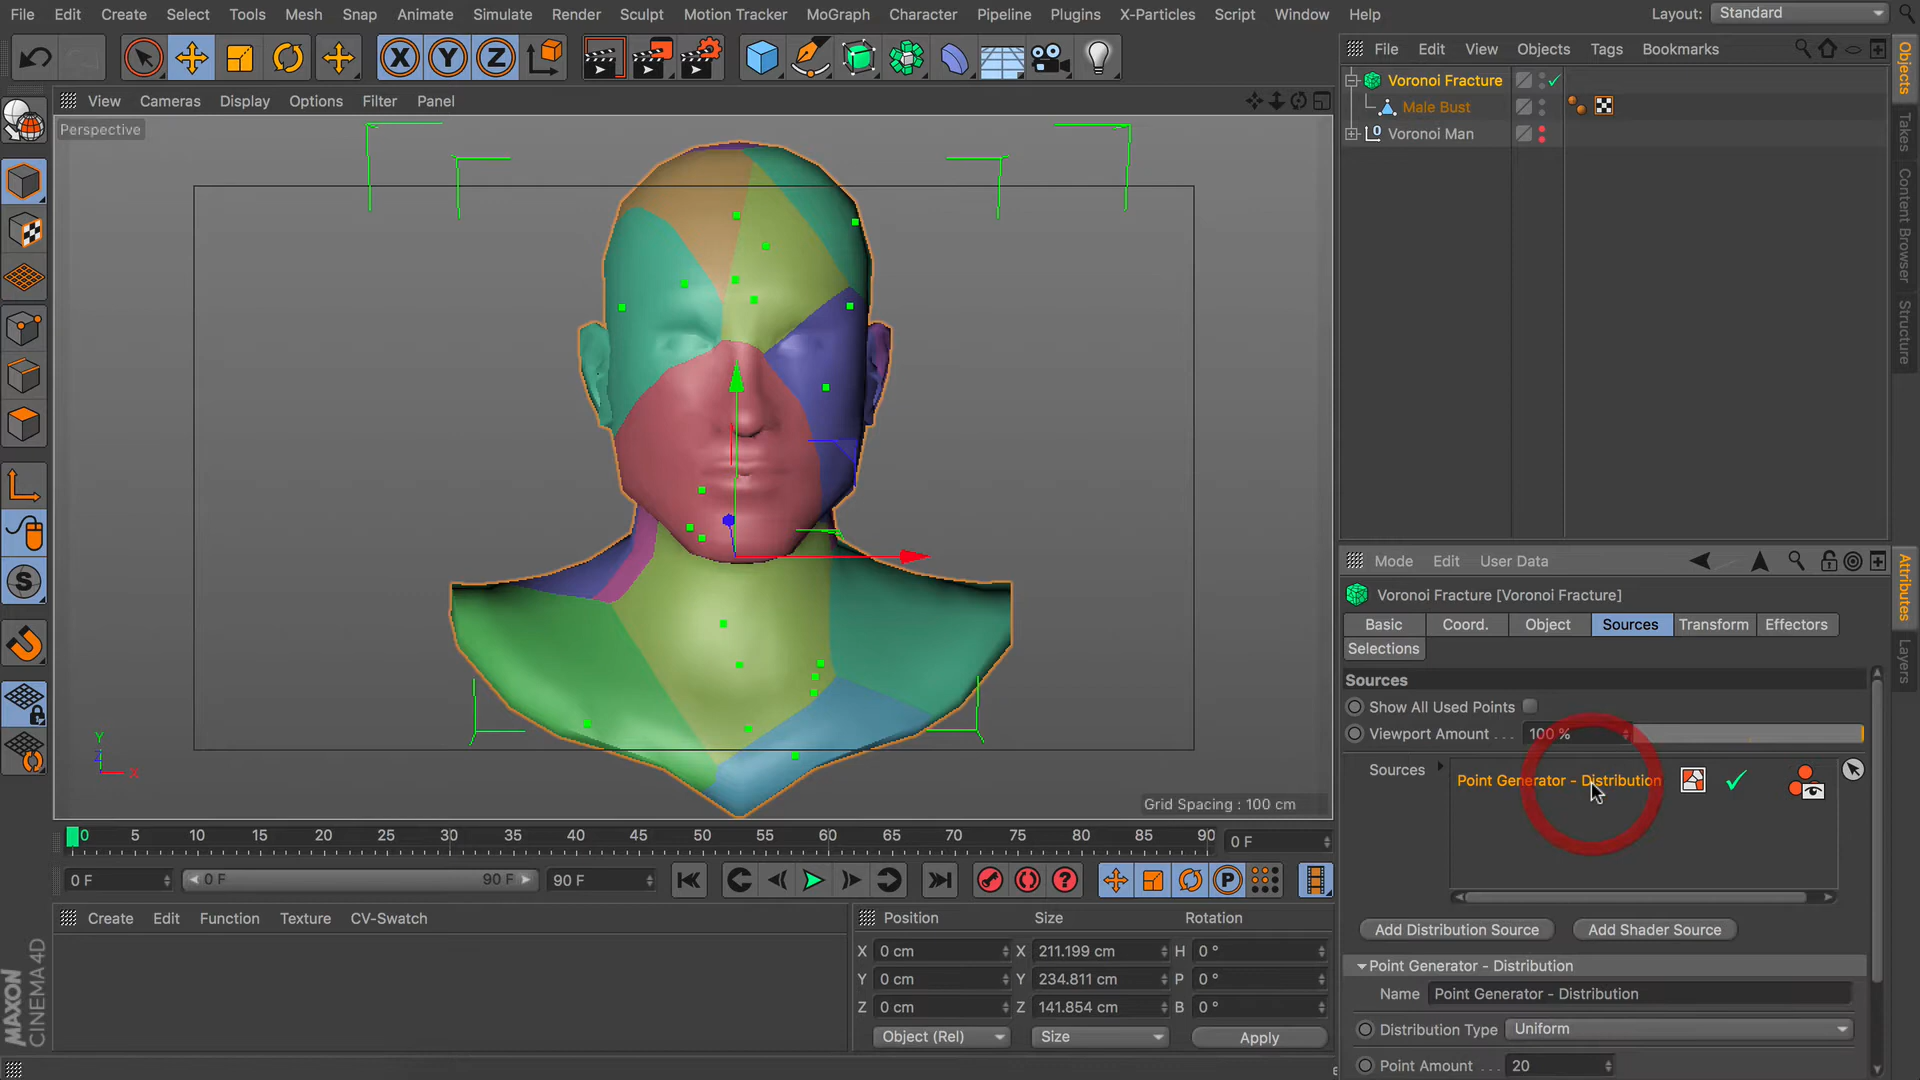 File Edit Create Select Tools Mesh Snap Animate Simulate Render Sculpt Motion Tracker MoGraph Character Pipeline Plugins X-Particles Script Window Help Layout: Standard
X Y Z
File Edit View Objects Tags Bookmarks
View Cameras Display Options Filter Panel
Perspective
Voronoi Fracture
Male Bust
Voronoi Man
Objects
Takes
Content Browser
Structure
Mode Edit User Data
Attributes
Layers
Voronoi Fracture [Voronoi Fracture]
Basic Coord. Object Sources Transform Effectors
Selections
Sources
Show All Used Points
Viewport Amount . . . 100 %
Sources Point Generator - Distribution
Add Distribution Source Add Shader Source
Point Generator - Distribution
Name Point Generator - Distribution
Distribution Type Uniform
Point Amount . . . 20
S
Y
Z
X
Grid Spacing : 100 cm
0 5 10 15 20 25 30 35 40 45 50 55 60 65 70 75 80 85 90 0 F
0 F 0 F 90 F 90 F P
Create Edit Function Texture CV-Swatch
Position Size Rotation
X 0 cm X 211.199 cm H 0 °
Y 0 cm Y 234.811 cm P 0 °
Z 0 cm Z 141.854 cm B 0 °
Object (Rel) Size Apply
MAXON
CINEMA 4D